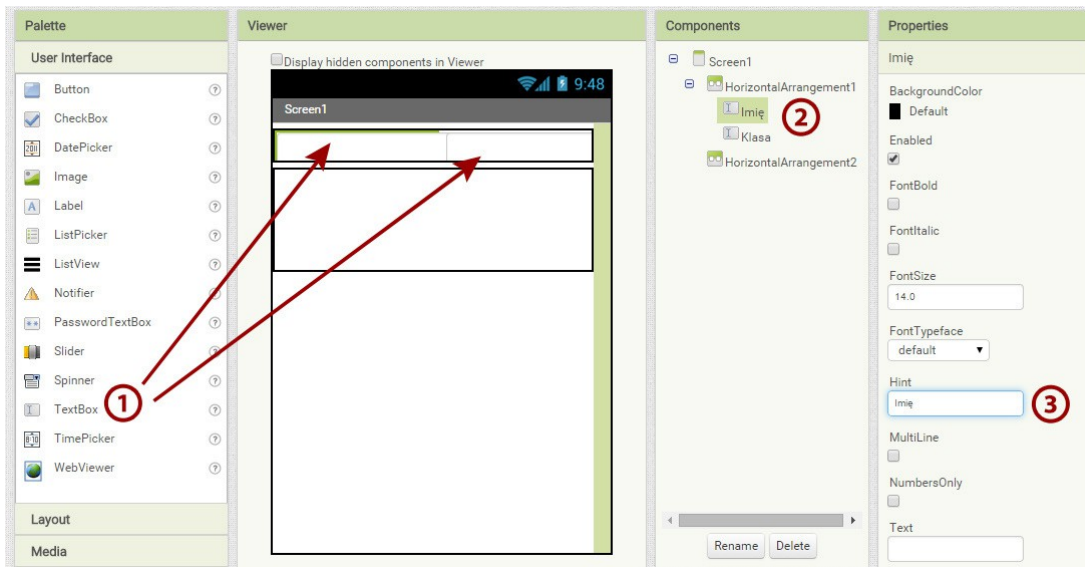 Palette
User Interface
Button
CheckBox
DatePicker
Image
Label
ListPicker
ListView
Notifier
PasswordTextBox
Slider
Spinner
TextBox
TimePicker
WebViewer
Layout
Media
1
Viewer
Display hidden components in Viewer
9:48
Screen1
Components
Screen1
HorizontalArrangement1
Imię
Klasa
HorizontalArrangement2
2
Rename Delete
Properties
Imię
BackgroundColor
Default
Enabled
FontBold
FontItalic
FontSize
14.0
FontTypeface
default
Hint
Imię
3
MultiLine
NumbersOnly
Text